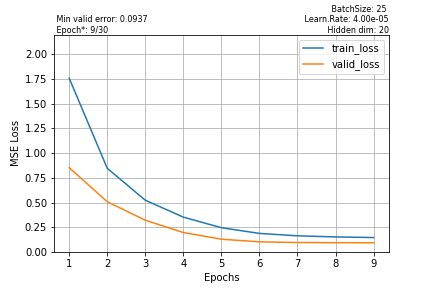 BatchSize: 25
Min valid error: 0.0937
Learn.Rate: 4.00e-05
Epoch*: 9/30
Hidden dim: 20
train_loss
valid_loss
2.00
1.75
1.50
1.25
1.00
0.75
0.50
0.25
0.00
MSE Loss
1 2 3 4 5 6 7 8 9
Epochs